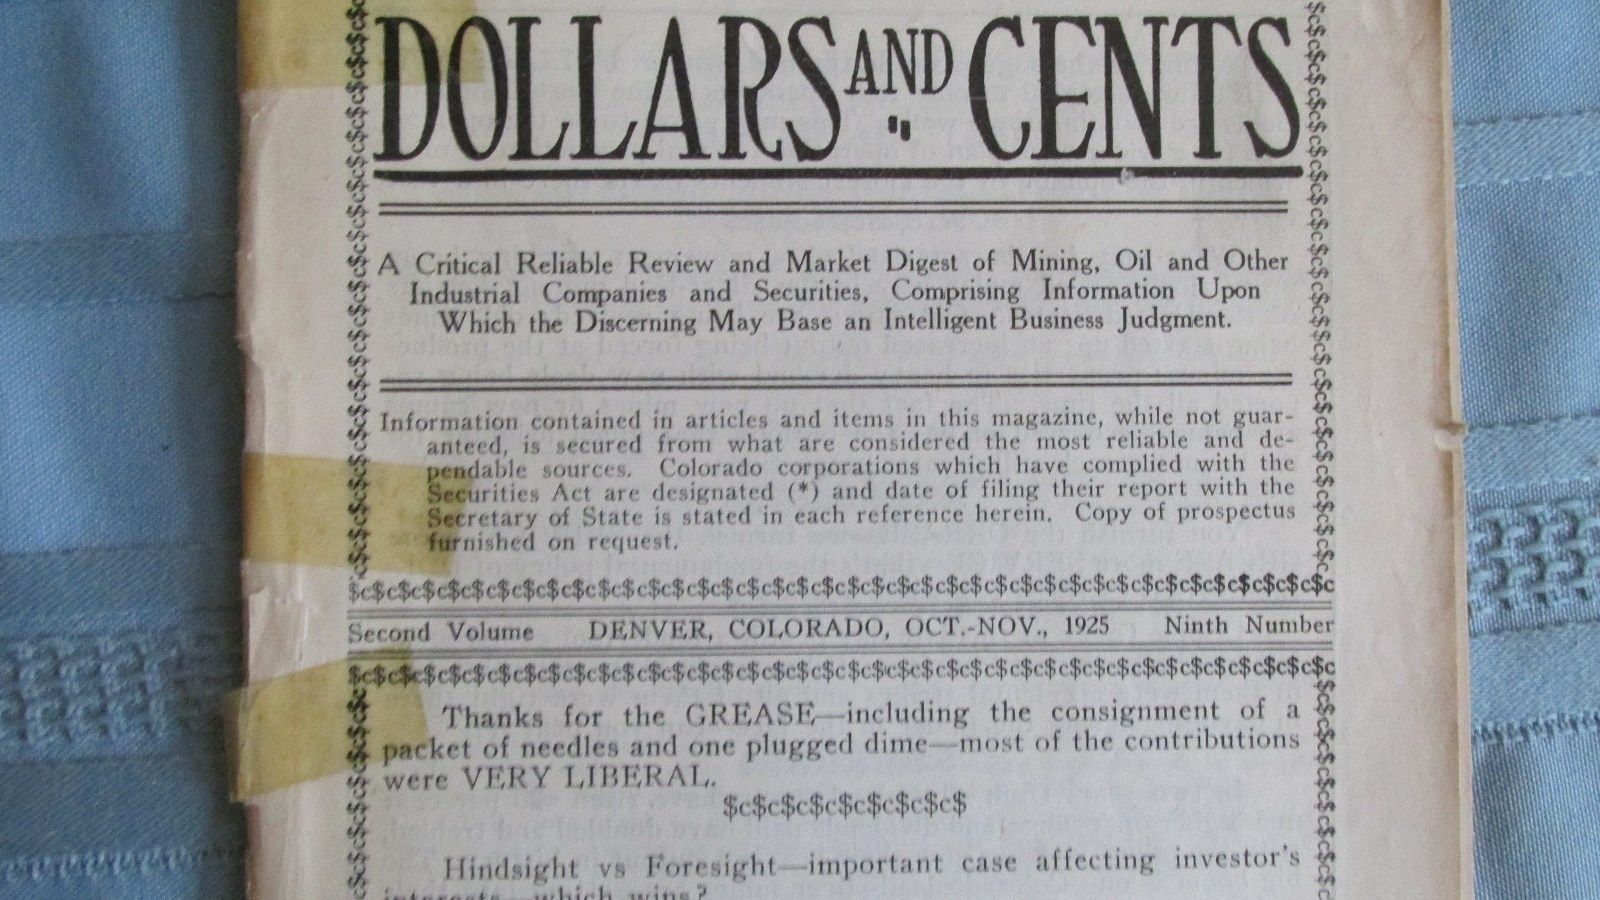 DOLLARS AND CENTS
A Critical Reliable Review and Market Digest of Mining, Oil and Other
Industrial Companies and Securities, Comprising Information Upon
Which the Discerning May Base an Intelligent Business Judgment.
Information contained in articles and items in this magazine, while not guar-
anteed, is secured from what are considered the most reliable and de-
pendable sources. Colorado corporations which have complied with the
Securities Act are designated (*) and date of filing their report with the
Secretary of State is stated in each reference herein. Copy of prospectus
furnished on request.
$c$c$c$c$c$c$c$c$c$c$c$c$c$c$c$c$c$c$c$c$c$c$c$c$c$c$c$c$c$c$c$c$c$c$c$c$c$c$c
Second Volume DENVER, COLORADO, OCT.-NOV., 1925 Ninth Number
$c$c$c$c$c$c$c$c$c$c$c$c$c$c$c$c$c$c$c$c$c$c$c$c$c$c$c$c$c$c$c$c$c$c$c$c$c$c$c
Thanks for the GREASE—including the consignment of a
packet of needles and one plugged dime—most of the contributions
were VERY LIBERAL.
$c$c$c$c$c$c$c$c$
Hindsight vs Foresight—important case affecting investor's
interests—which wins?